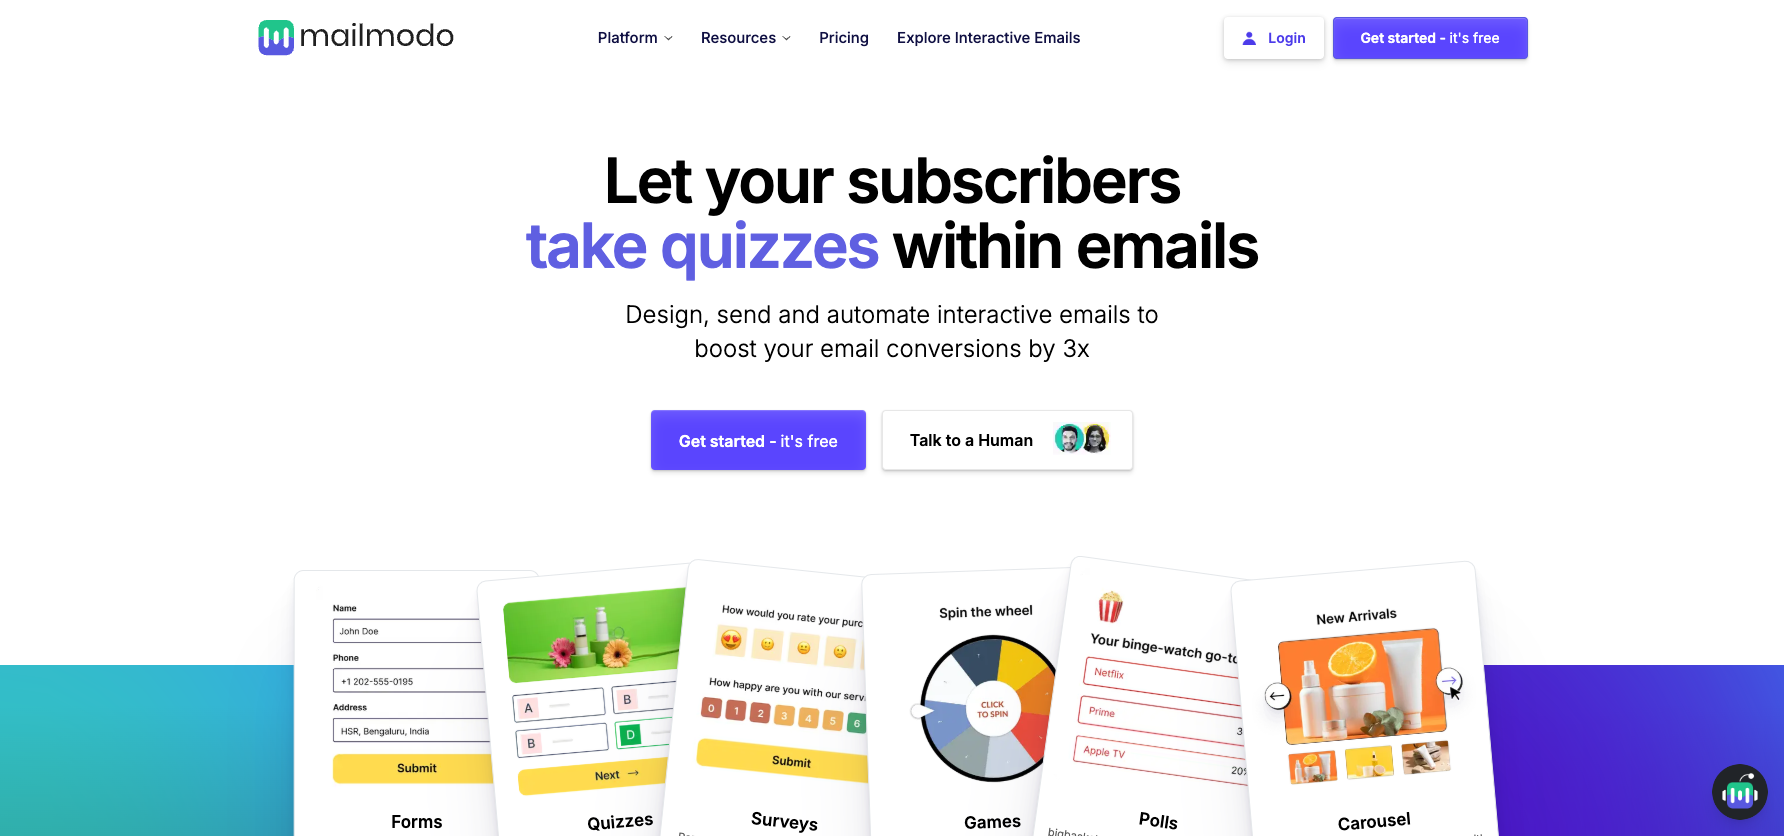 mailmodo
Platform
Resources
Pricing
Explore Interactive Emails
Login
Get started - it's free
Let your subscribers
take quizzes within emails
Design, send and automate interactive emails to
boost your email conversions by 3x
Get started - it's free
Talk to a Human
Name
John Doe
Phone
+1 202-555-0195
Address
HSR, Bengaluru, India
Submit
Forms
A
B
B
D
Next →
Quizzes
How would you rate your purc
How happy are you with our serv
0 1 2 3 4 5 6
Submit
Surveys
Spin the wheel
CLICK
TO SPIN
Games
Your binge-watch go-to
Netflix
Prime
3
Apple TV
20%
Polls
New Arrivals
Carousel